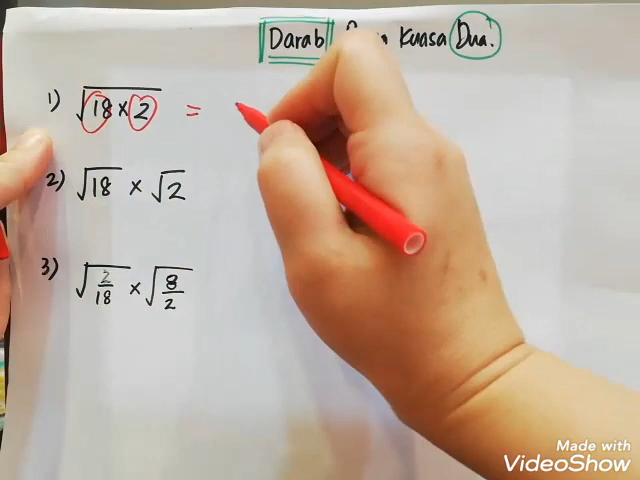 Darab Kuasa Dua.
1) √18 × 2 =
2) √18 × √2
3) √2/18 × √8/2
Made with
VideoShow